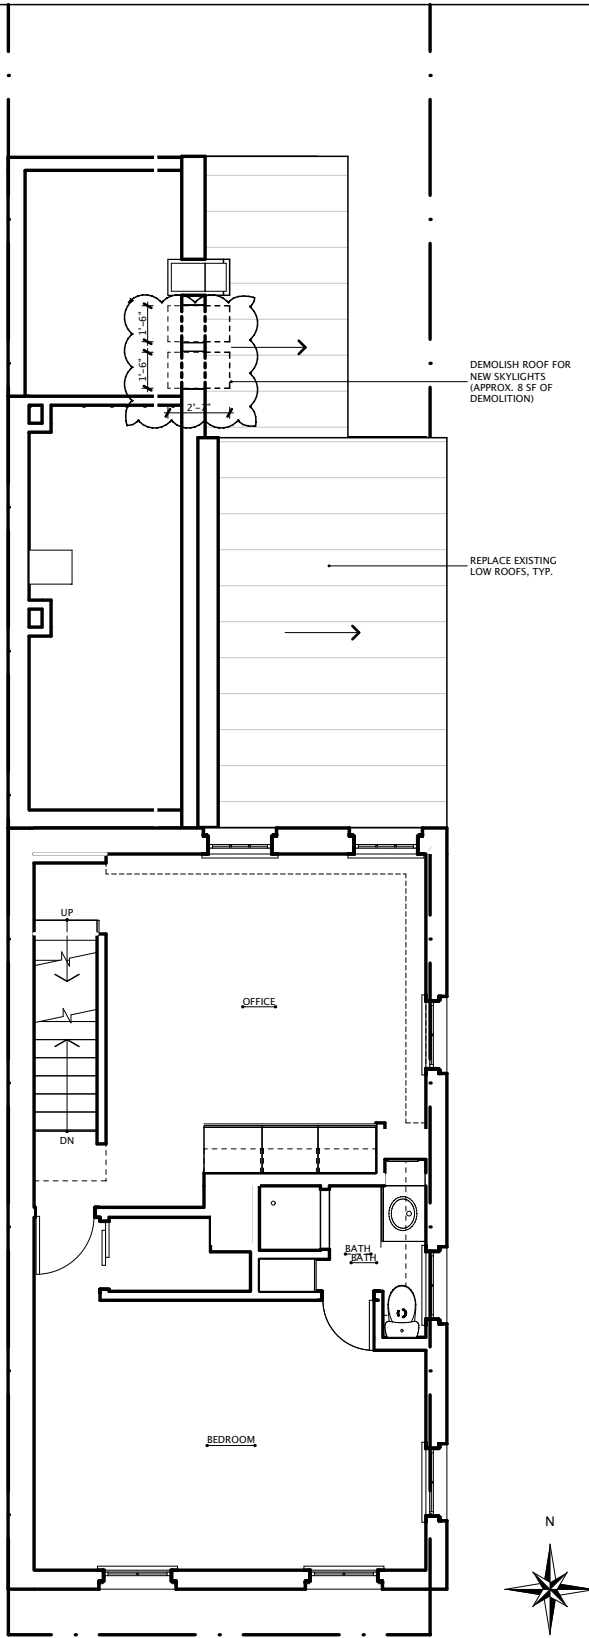 1'-6"
1'-6"
2'-7"
DEMOLISH ROOF FOR
NEW SKYLIGHTS
(APPROX. 8 SF OF
DEMOLITION)
REPLACE EXISTING
LOW ROOFS, TYP.
UP
OFFICE
DN
BATH
BATH
BEDROOM
N